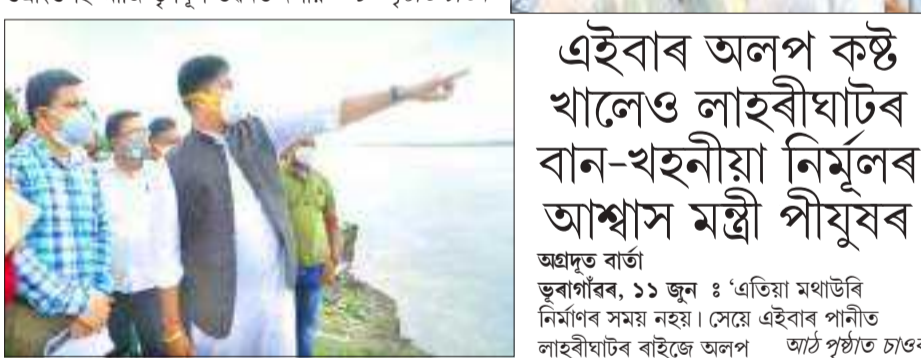 এইবাৰ অলপ কষ্ট
খালেও লাহৰীঘাটৰ
বান-খহনীয়া নিৰ্মূলৰ
আশ্বাস মন্ত্ৰী পীযুষৰ
অগ্ৰদূত বাৰ্তা
ভূৰাগাঁৱৰ, ১১ জুন ঃ ‘এতিয়া মথাউৰি
নিৰ্মাণৰ সময় নহয়। সেয়ে এইবাৰ পানীত
লাহৰীঘাটৰ ৰাইজে অলপ আঠ পৃষ্ঠাত চাওক